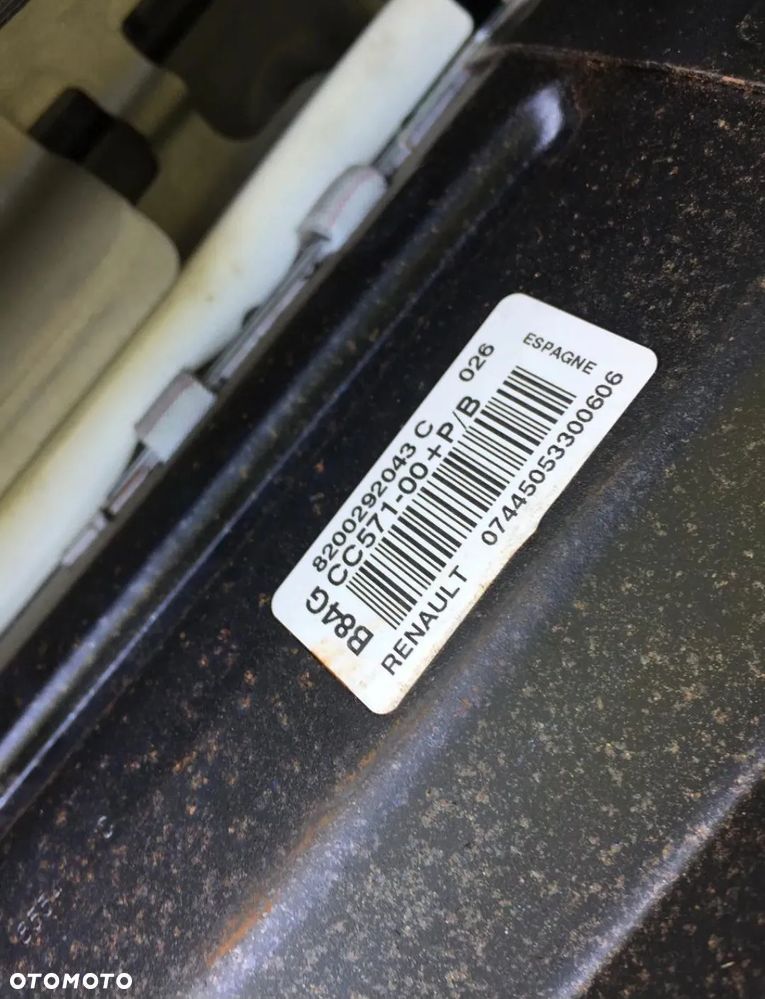 8200292043 C
026
ESPAGNE
B84G CC571-00+P/B
RENAULT
07445053300606
OTOMOTO